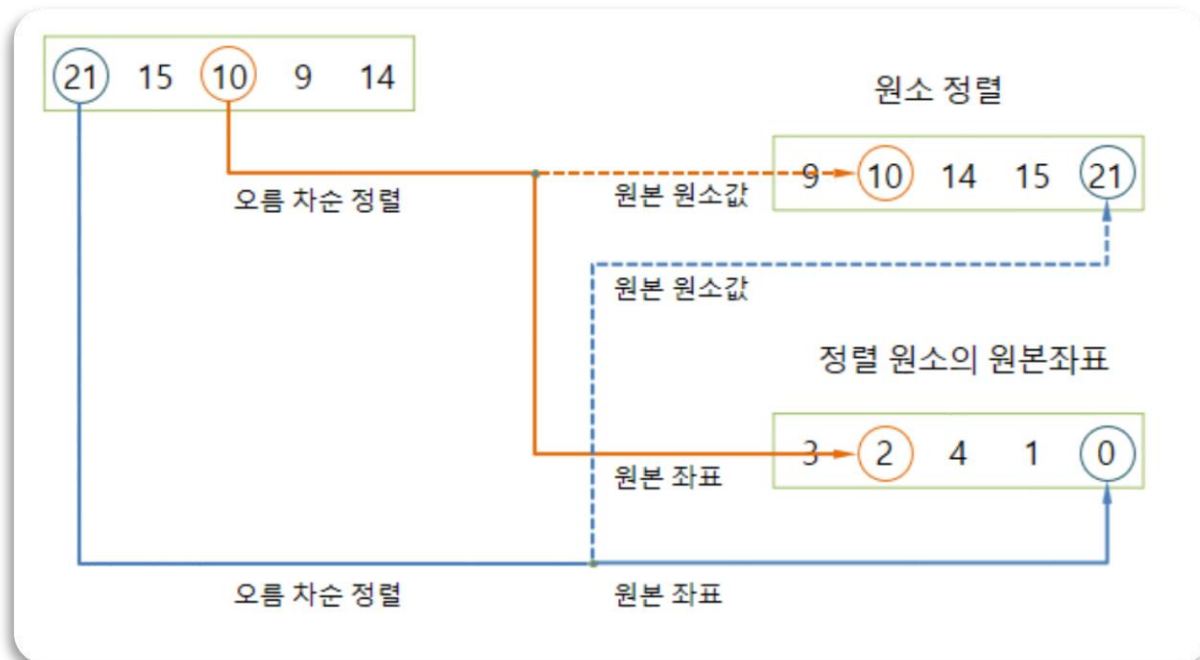 21 15 10 9 14
원소 정렬
9 10 14 15 21
오름 차순 정렬
원본 원소값
원본 원소값
정렬 원소의 원본좌표
3 2 4 1 0
원본 좌표
오름 차순 정렬
원본 좌표